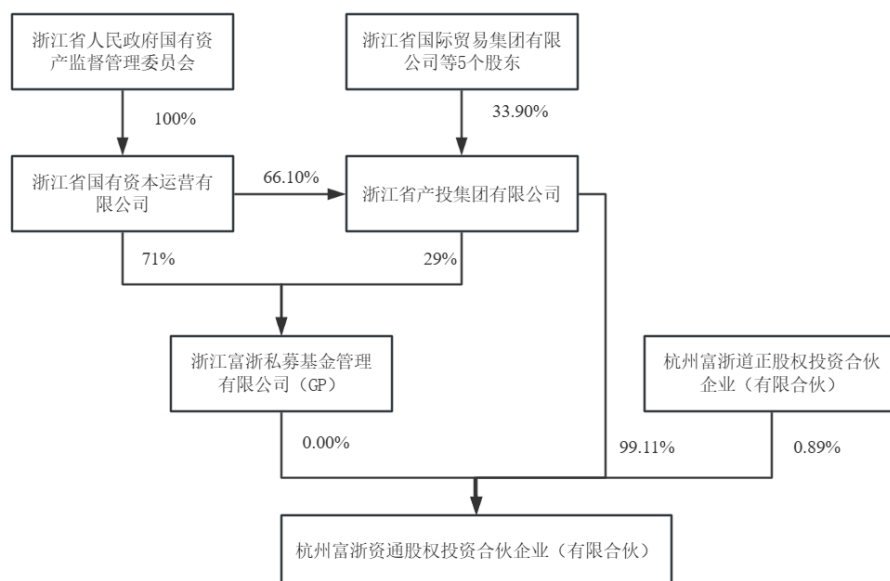 浙江省人民政府国有资
产监督管理委员会
浙江省国际贸易集团有限
公司等5个股东
100%
33.90%
浙江省国有资本运营有
限公司
66.10%
浙江省产投集团有限公司
71%
29%
浙江富浙私募基金管理
有限公司（GP）
杭州富浙道正股权投资合伙
企业（有限合伙）
0.00%
99.11%
0.89%
杭州富浙资通股权投资合伙企业（有限合伙）